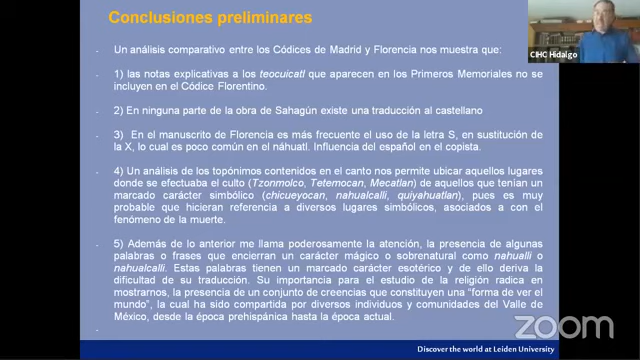 Conclusiones preliminares
- Un análisis comparativo entre los Códices de Madrid y Florencia nos muestra que:
- 1) las notas explicativas a los teocuicatl que aparecen en los Primeros Memoriales no se
incluyen en el Códice Florentino.
- 2) En ninguna parte de la obra de Sahagún existe una traducción al castellano
- 3) En el manuscrito de Florencia es más frecuente el uso de la letra S, en sustitución de
la X, lo cual es poco común en el náhuatl. Influencia del español en el copista.
- 4) Un análisis de los topónimos contenidos en el canto nos permite ubicar aquellos lugares
donde se efectuaba el culto (Tzonmolco, Tetemocan, Mecatlan) de aquellos que tenían un
marcado carácter simbólico (chicueyocan, nahualcalli, quiyahuatlan), pues es muy
probable que hicieran referencia a diversos lugares simbólicos, asociados a con el
fenómeno de la muerte.
- 5) Además de lo anterior me llama poderosamente la atención, la presencia de algunas
palabras o frases que encierran un carácter mágico o sobrenatural como nahualli o
nahualcalli. Estas palabras tienen un marcado carácter esotérico y de ello deriva la
dificultad de su traducción. Su importancia para el estudio de la religión radica en
mostrarnos, la presencia de un conjunto de creencias que constituyen una “forma de ver el
mundo”, la cual ha sido compartida por diversos individuos y comunidades del Valle de
México, desde la época prehispánica hasta la época actual.
-
CIHC Hidalgo
zoom
Discover the world at Leiden University